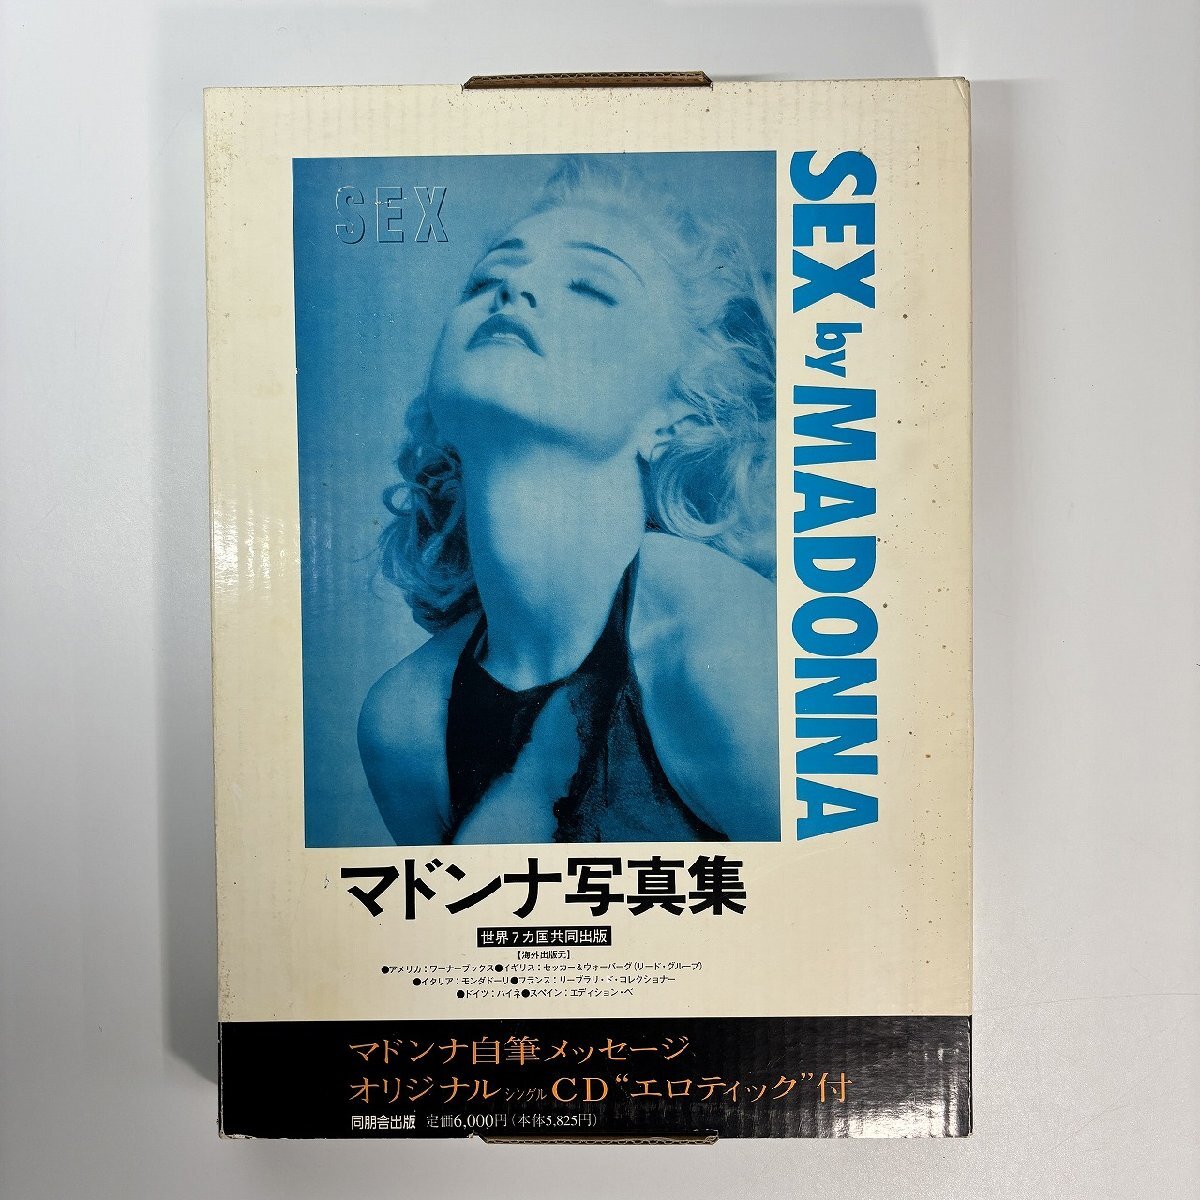 SEX
SEX by MADONNA
マドンナ写真集
世界7カ国共同出版
【海外出版元】
●アメリカ：ワーナーブックス●イギリス：セッカー＆ウォーバーグ（リード・グループ）
●イタリア：モンダドーリ●フランス：リーブラリ・ド・コレクショナー
●ドイツ：ハイネ●スペイン：エディション・ベ
マドンナ自筆メッセージ
オリジナルシングルCD“エロティック”付
同朋舎出版 定価6,000円（本体5,825円）